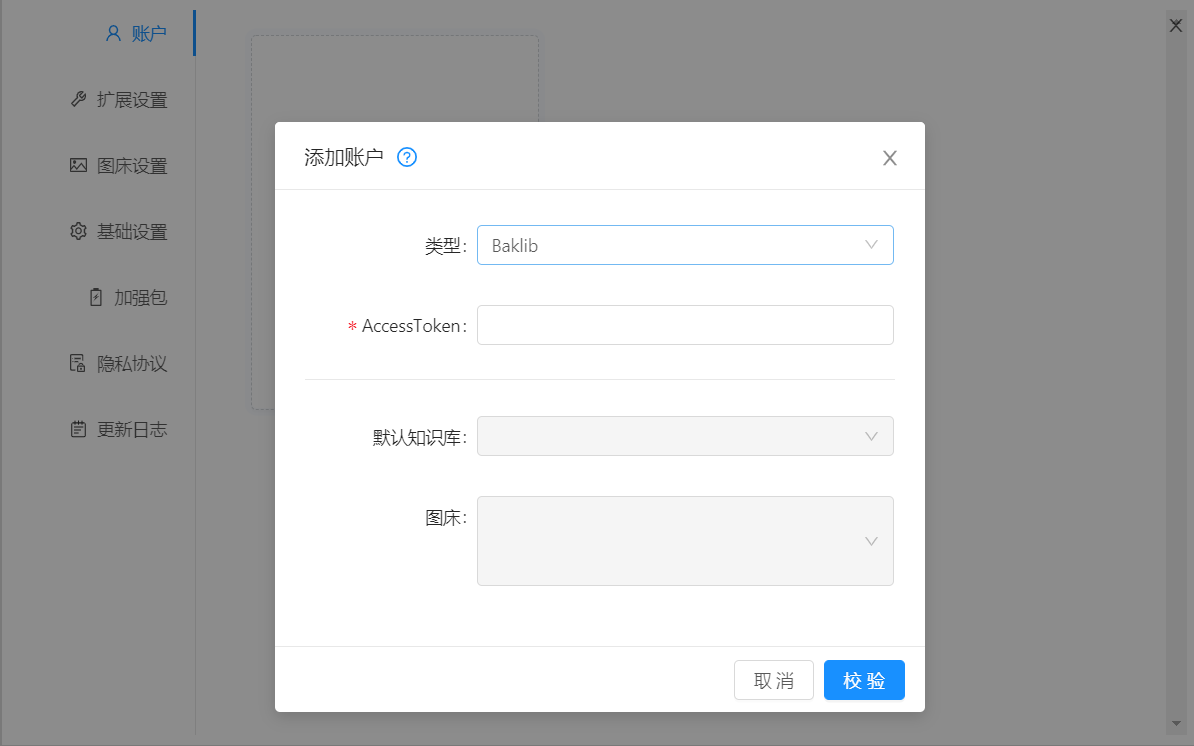 账户
扩展设置
图床设置
基础设置
加强包
隐私协议
更新日志
添加账户
类型:
Baklib
* AccessToken:
默认知识库:
图床:
取 消
校 验